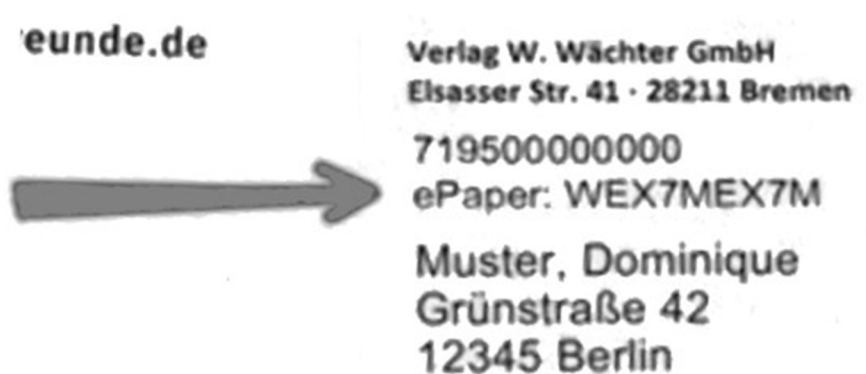 eunde.de
Verlag W. Wächter GmbH
Elsasser Str. 41 · 28211 Bremen
719500000000
ePaper: WEX7MEX7M
Muster, Dominique
Grünstraße 42
12345 Berlin